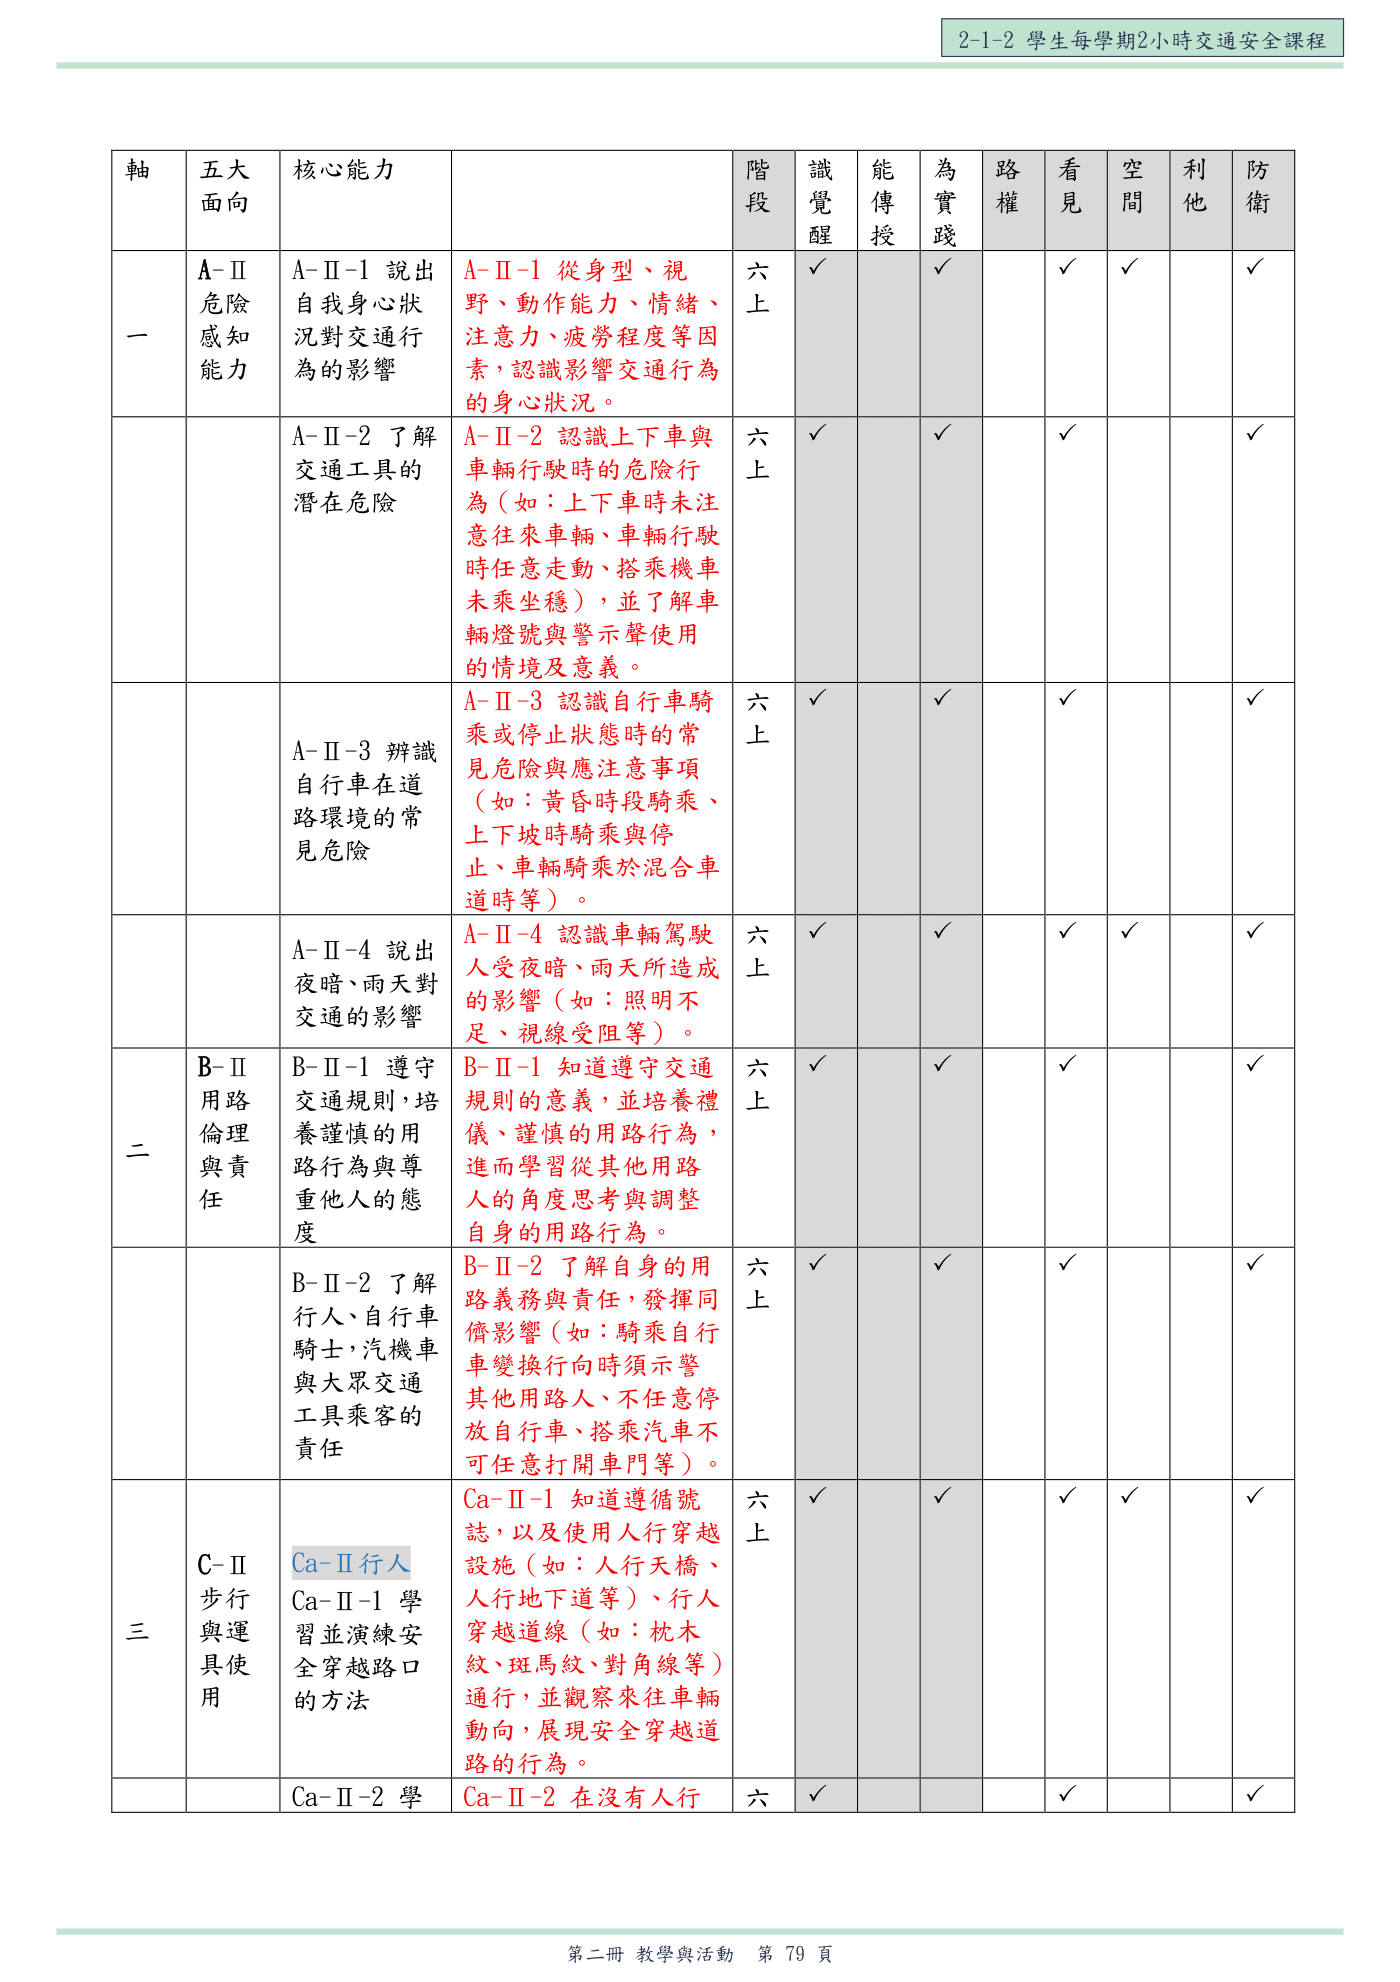 2-1-2 學生每學期2小時交通安全課程
軸
五大
面向
核心能力
階
段
識
覺
醒
能
傳
授
為
實
踐
路
權
看
見
空
間
利
他
防
衛
一
A-Ⅱ
危險
感知
能力
A-Ⅱ-1 說出
自我身心狀
況對交通行
為的影響
A-Ⅱ-1 從身型、視
野、動作能力、情緒、
注意力、疲勞程度等因
素，認識影響交通行為
的身心狀況。
六
上
✓ ✓ ✓ ✓ ✓
A-Ⅱ-2 了解
交通工具的
潛在危險
A-Ⅱ-2 認識上下車與
車輛行駛時的危險行
為（如：上下車時未注
意往來車輛、車輛行駛
時任意走動、搭乘機車
未乘坐穩），並了解車
輛燈號與警示聲使用
的情境及意義。
六
上
✓ ✓ ✓ ✓
A-Ⅱ-3 辨識
自行車在道
路環境的常
見危險
A-Ⅱ-3 認識自行車騎
乘或停止狀態時的常
見危險與應注意事項
（如：黃昏時段騎乘、
上下坡時騎乘與停
止、車輛騎乘於混合車
道時等）。
六
上
✓ ✓ ✓ ✓
A-Ⅱ-4 說出
夜暗、雨天對
交通的影響
A-Ⅱ-4 認識車輛駕駛
人受夜暗、雨天所造成
的影響（如：照明不
足、視線受阻等）。
六
上
✓ ✓ ✓ ✓ ✓
二
B-Ⅱ
用路
倫理
與責
任
B-Ⅱ-1 遵守
交通規則，培
養謹慎的用
路行為與尊
重他人的態
度
B-Ⅱ-1 知道遵守交通
規則的意義，並培養禮
儀、謹慎的用路行為，
進而學習從其他用路
人的角度思考與調整
自身的用路行為。
六
上
✓ ✓ ✓ ✓
B-Ⅱ-2 了解
行人、自行車
騎士，汽機車
與大眾交通
工具乘客的
責任
B-Ⅱ-2 了解自身的用
路義務與責任，發揮同
儕影響（如：騎乘自行
車變換行向時須示警
其他用路人、不任意停
放自行車、搭乘汽車不
可任意打開車門等）。
六
上
✓ ✓ ✓ ✓
三
C-Ⅱ
步行
與運
具使
用
Ca-Ⅱ行人
Ca-Ⅱ-1 學
習並演練安
全穿越路口
的方法
Ca-Ⅱ-1 知道遵循號
誌，以及使用人行穿越
設施（如：人行天橋、
人行地下道等）、行人
穿越道線（如：枕木
紋、斑馬紋、對角線等）
通行，並觀察來往車輛
動向，展現安全穿越道
路的行為。
六
上
✓ ✓ ✓ ✓ ✓
Ca-Ⅱ-2 學
Ca-Ⅱ-2 在沒有人行
六
✓ ✓ ✓
第二冊 教學與活動 第 79 頁